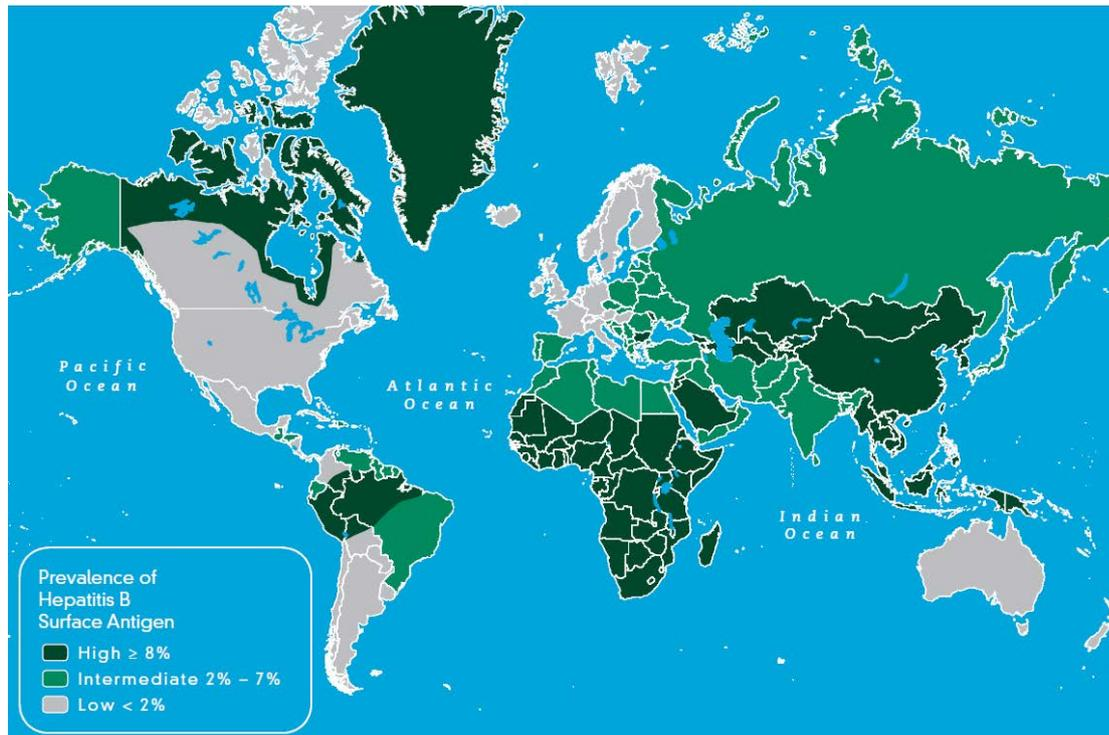 Pacific
Ocean
Atlantic
Ocean
Indian
Ocean
Prevalence of
Hepatitis B
Surface Antigen
High ≥ 8%
Intermediate 2% – 7%
Low < 2%